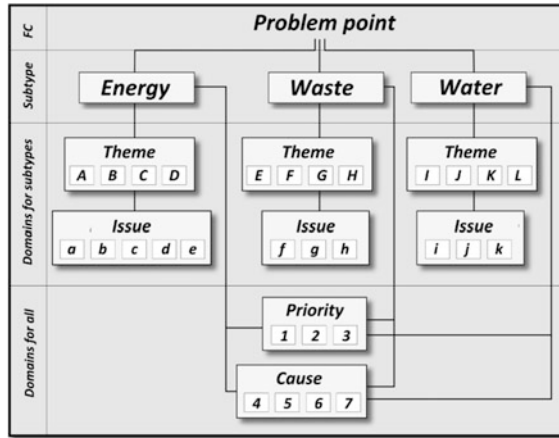 FC
Problem point
Subtype
Energy
Waste
Water
Domains for subtypes
Theme
A B C D
Theme
E F G H
Theme
I J K L
Issue
a b c d e
Issue
f g h
Issue
i j k
Domains for all
Priority
1 2 3
Cause
4 5 6 7